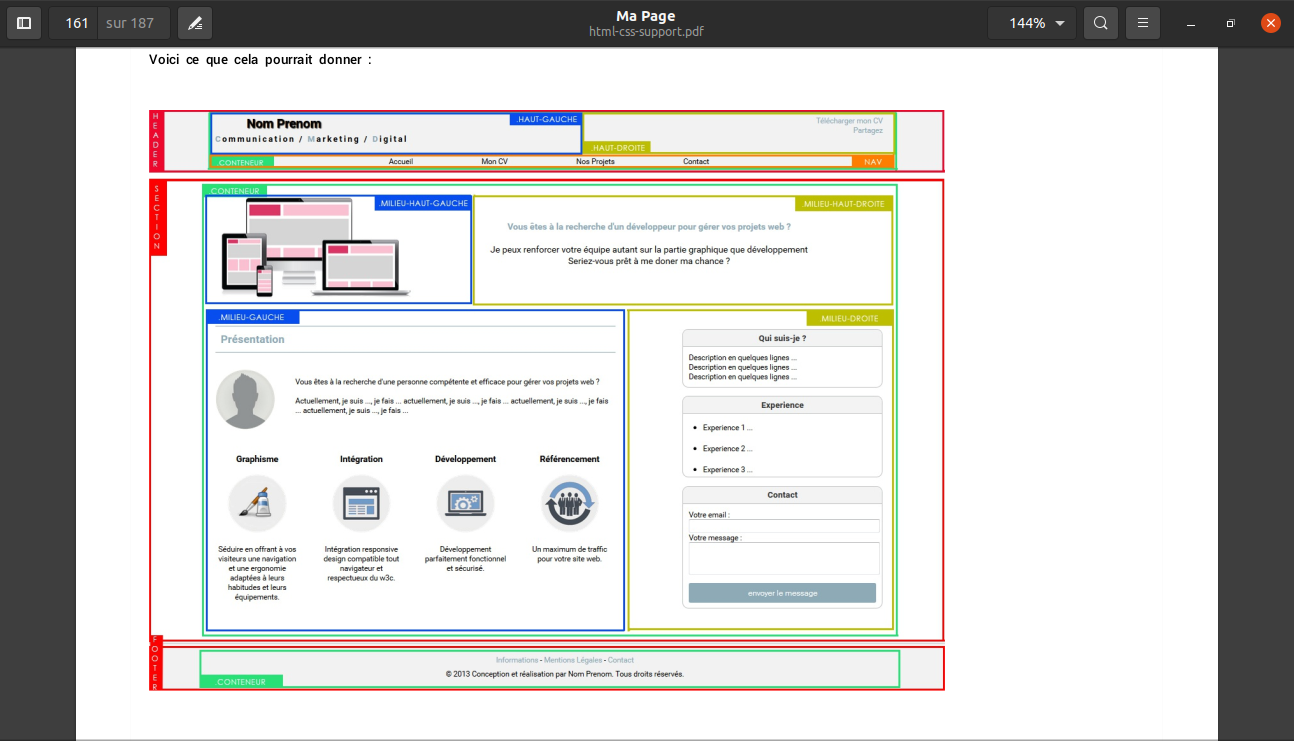 Ma Page
161 sur 187
html-css-support.pdf
144%
Voici ce que cela pourrait donner :
HEADER
Nom Prenom
.HAUT-GAUCHE
Communication / Marketing / Digital
Télécharger mon CV
Partagez
.HAUT-DROITE
.CONTENEUR
Accueil
Mon CV
Nos Projets
Contact
NAV
SECTION
.CONTENEUR
.MILIEU-HAUT-GAUCHE
.MILIEU-HAUT-DROITE
Vous êtes à la recherche d'un développeur pour gérer vos projets web ?
Je peux renforcer votre équipe autant sur la partie graphique que développement
Seriez-vous prêt à me doner ma chance ?
.MILIEU-GAUCHE
Présentation
Vous êtes à la recherche d'une personne compétente et efficace pour gérer vos projets web ?
Actuellement, je suis ..., je fais ... actuellement, je suis ..., je fais ... actuellement, je suis ..., je fais
... actuellement, je suis ..., je fais ...
Graphisme
Séduire en offrant à vos
visiteurs une navigation
et une ergonomie
adaptées à leurs
habitudes et leurs
équipements.
Intégration
Intégration responsive
design compatible tout
navigateur et
respectueux du w3c.
Développement
Développement
parfaitement fonctionnel
et sécurisé.
Référencement
Un maximum de traffic
pour votre site web.
.MILIEU-DROITE
Qui suis-je ?
Description en quelques lignes ...
Description en quelques lignes ...
Description en quelques lignes ...
Experience
• Experience 1 ...
• Experience 2 ...
• Experience 3 ...
Contact
Votre email :
Votre message :
envoyer le message
FOOTER
Informations - Mentions Légales - Contact
© 2013 Conception et réalisation par Nom Prenom. Tous droits réservés.
.CONTENEUR